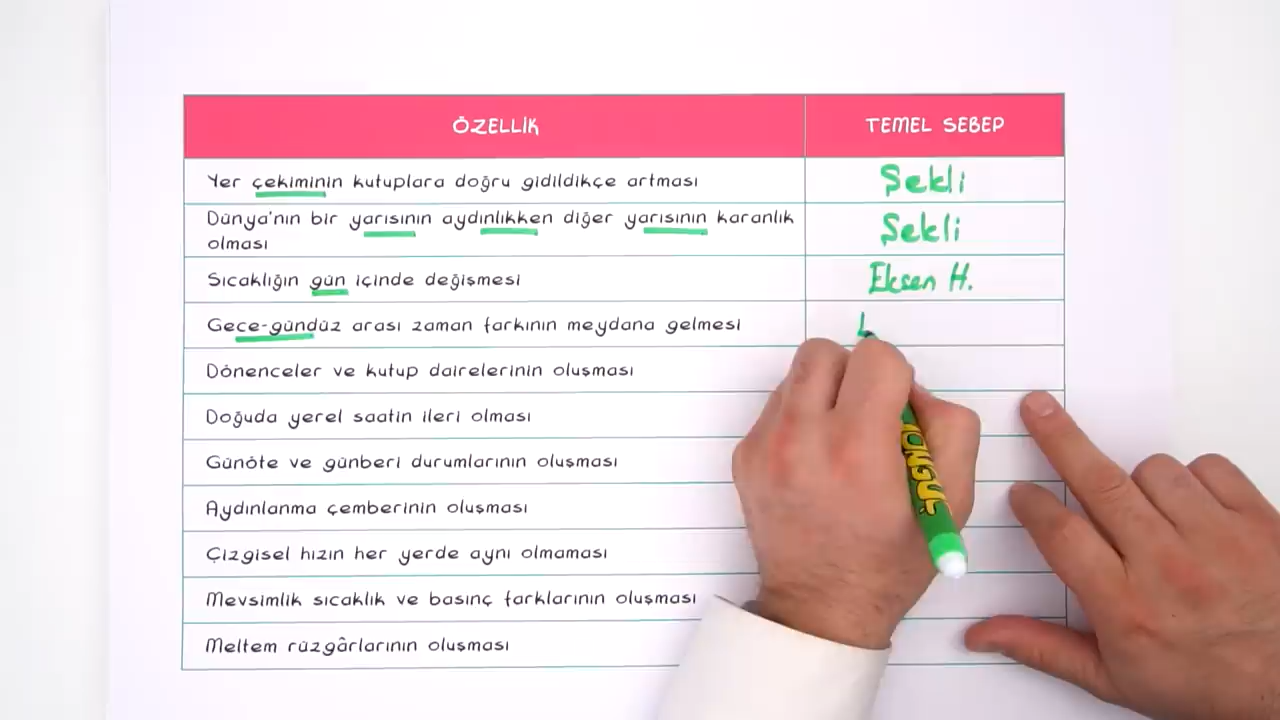 ÖZELLİK
TEMEL SEBEP
Yer çekiminin kutuplara doğru gidildikçe artması
Şekli
Dünya'nın bir yarısının aydınlıkken diğer yarısının karanlık
olması
Şekli
Sıcaklığın gün içinde değişmesi
Eksen H.
Gece-gündüz arası zaman farkının meydana gelmesi
Dönenceler ve kutup dairelerinin oluşması
Doğuda yerel saatin ileri olması
Günöte ve günberi durumlarının oluşması
Aydınlanma çemberinin oluşması
Çizgisel hızın her yerde aynı olmaması
Mevsimlik sıcaklık ve basınç farklarının oluşması
Meltem rüzgârlarının oluşması